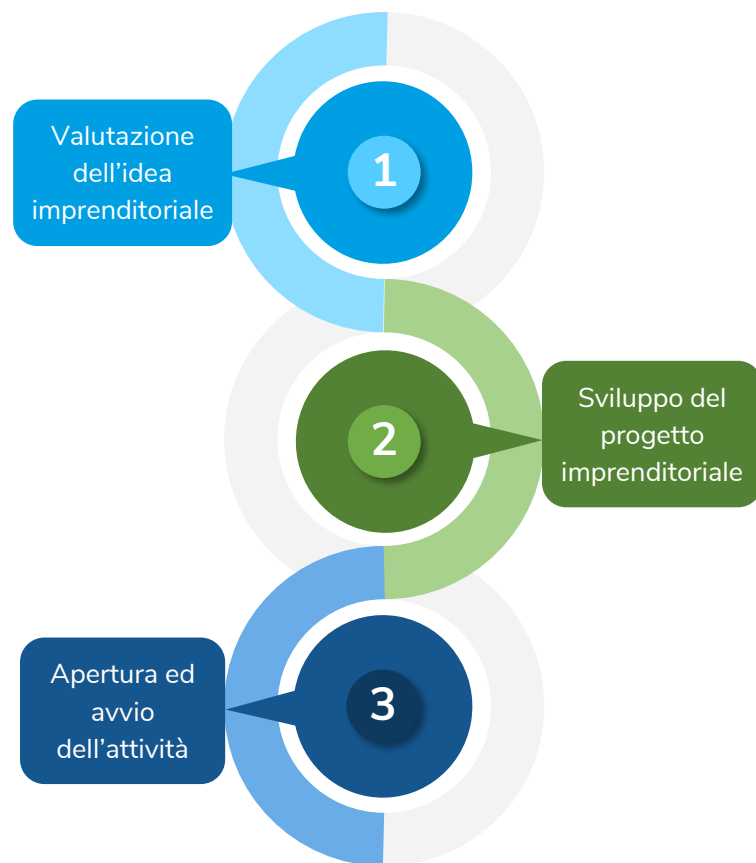 Valutazione
dell'idea
imprenditoriale
1
2
Sviluppo del
progetto
imprenditoriale
Apertura ed
avvio
dell'attività
3